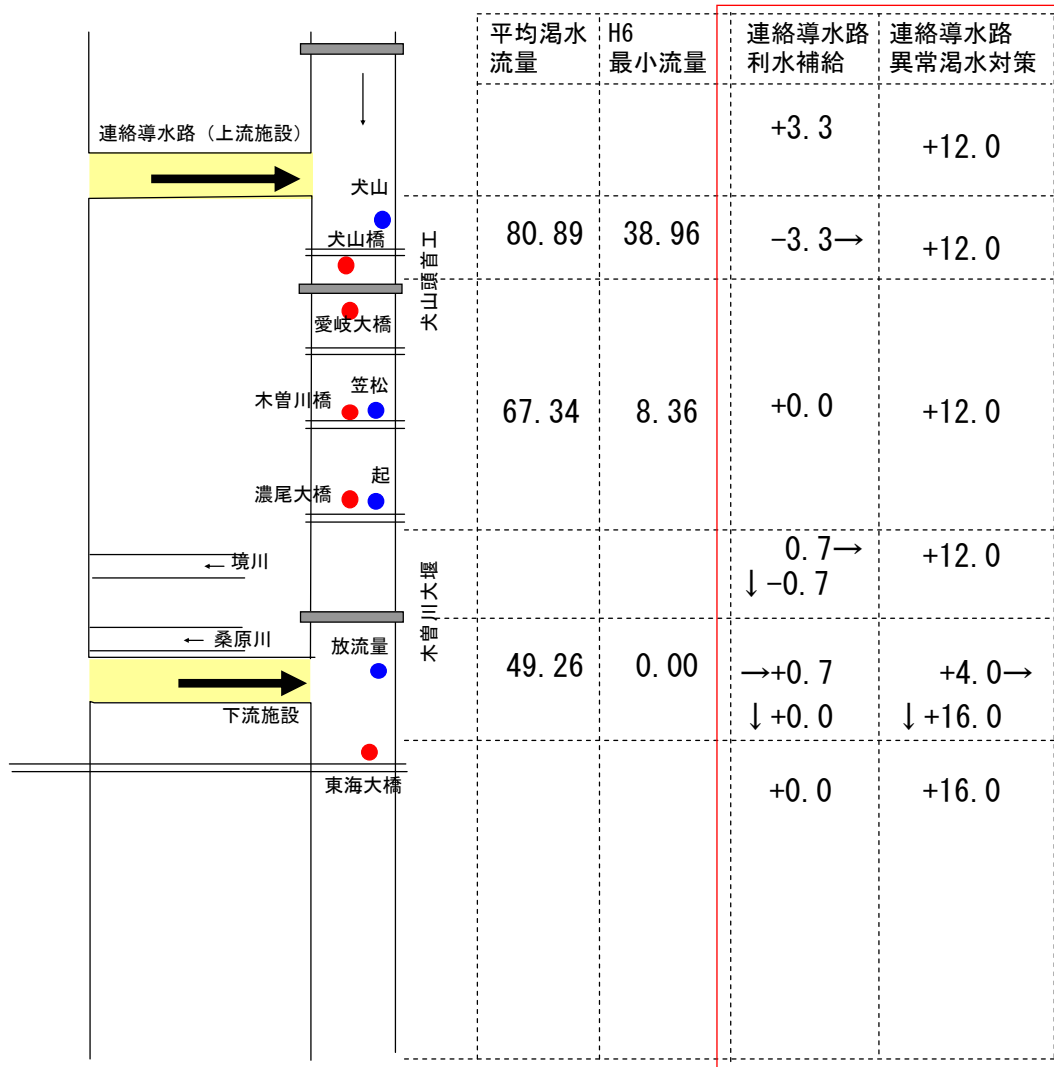 平均渇水 H6 連絡導水路 連絡導水路
流量 最小流量 利水補給 異常渇水対策
連絡導水路（上流施設）
+3.3
+12.0
犬山
犬山橋
犬山頭首工
80.89 38.96 -3.3→ +12.0
愛岐大橋
笠松
木曽川橋
67.34 8.36 +0.0 +12.0
起
濃尾大橋
← 境川
木曽川大堰
0.7→ +12.0
↓-0.7
← 桑原川
放流量
49.26 0.00 →+0.7 +4.0→
↓+0.0 ↓+16.0
下流施設
東海大橋
+0.0 +16.0